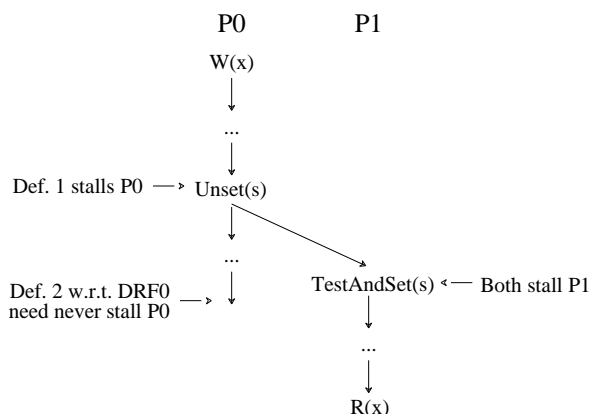 P0 P1
W(x)
...
Def. 1 stalls P0 Unset(s)
...
Def. 2 w.r.t. DRF0
need never stall P0
TestAndSet(s) Both stall P1
...
R(x)